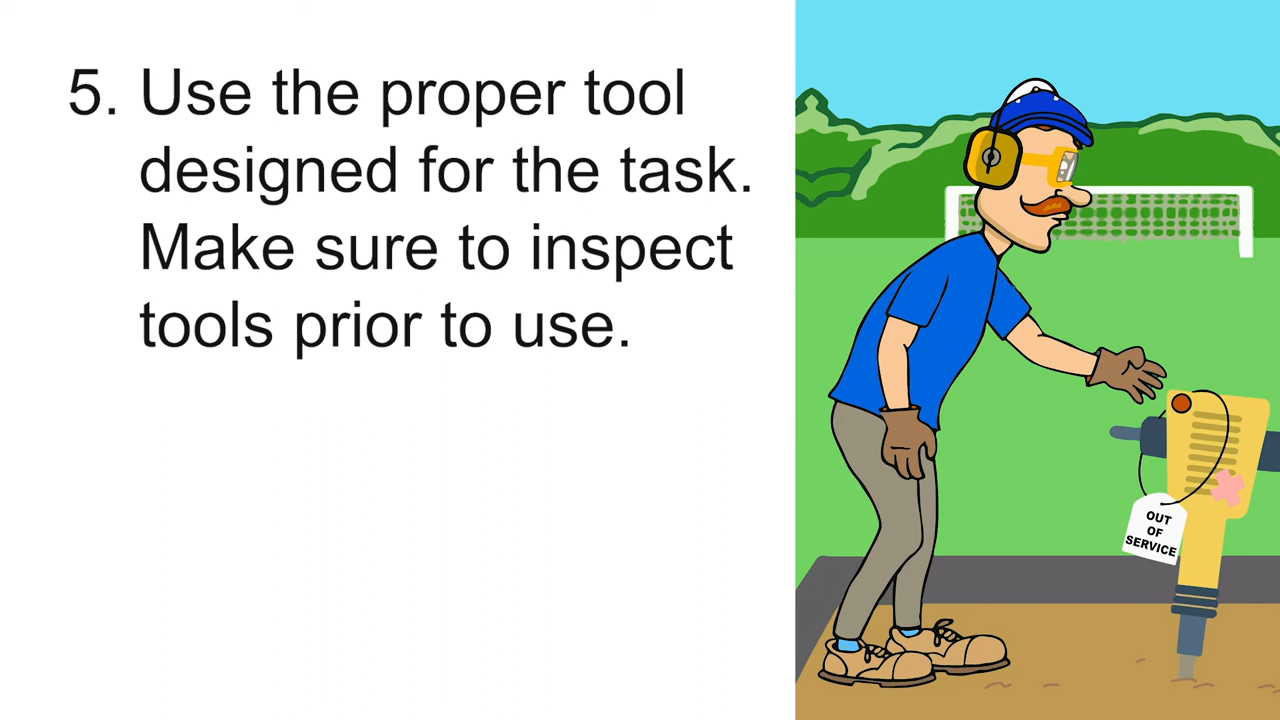 5. Use the proper tool
designed for the task.
Make sure to inspect
tools prior to use.
OUT
OF
SERVICE